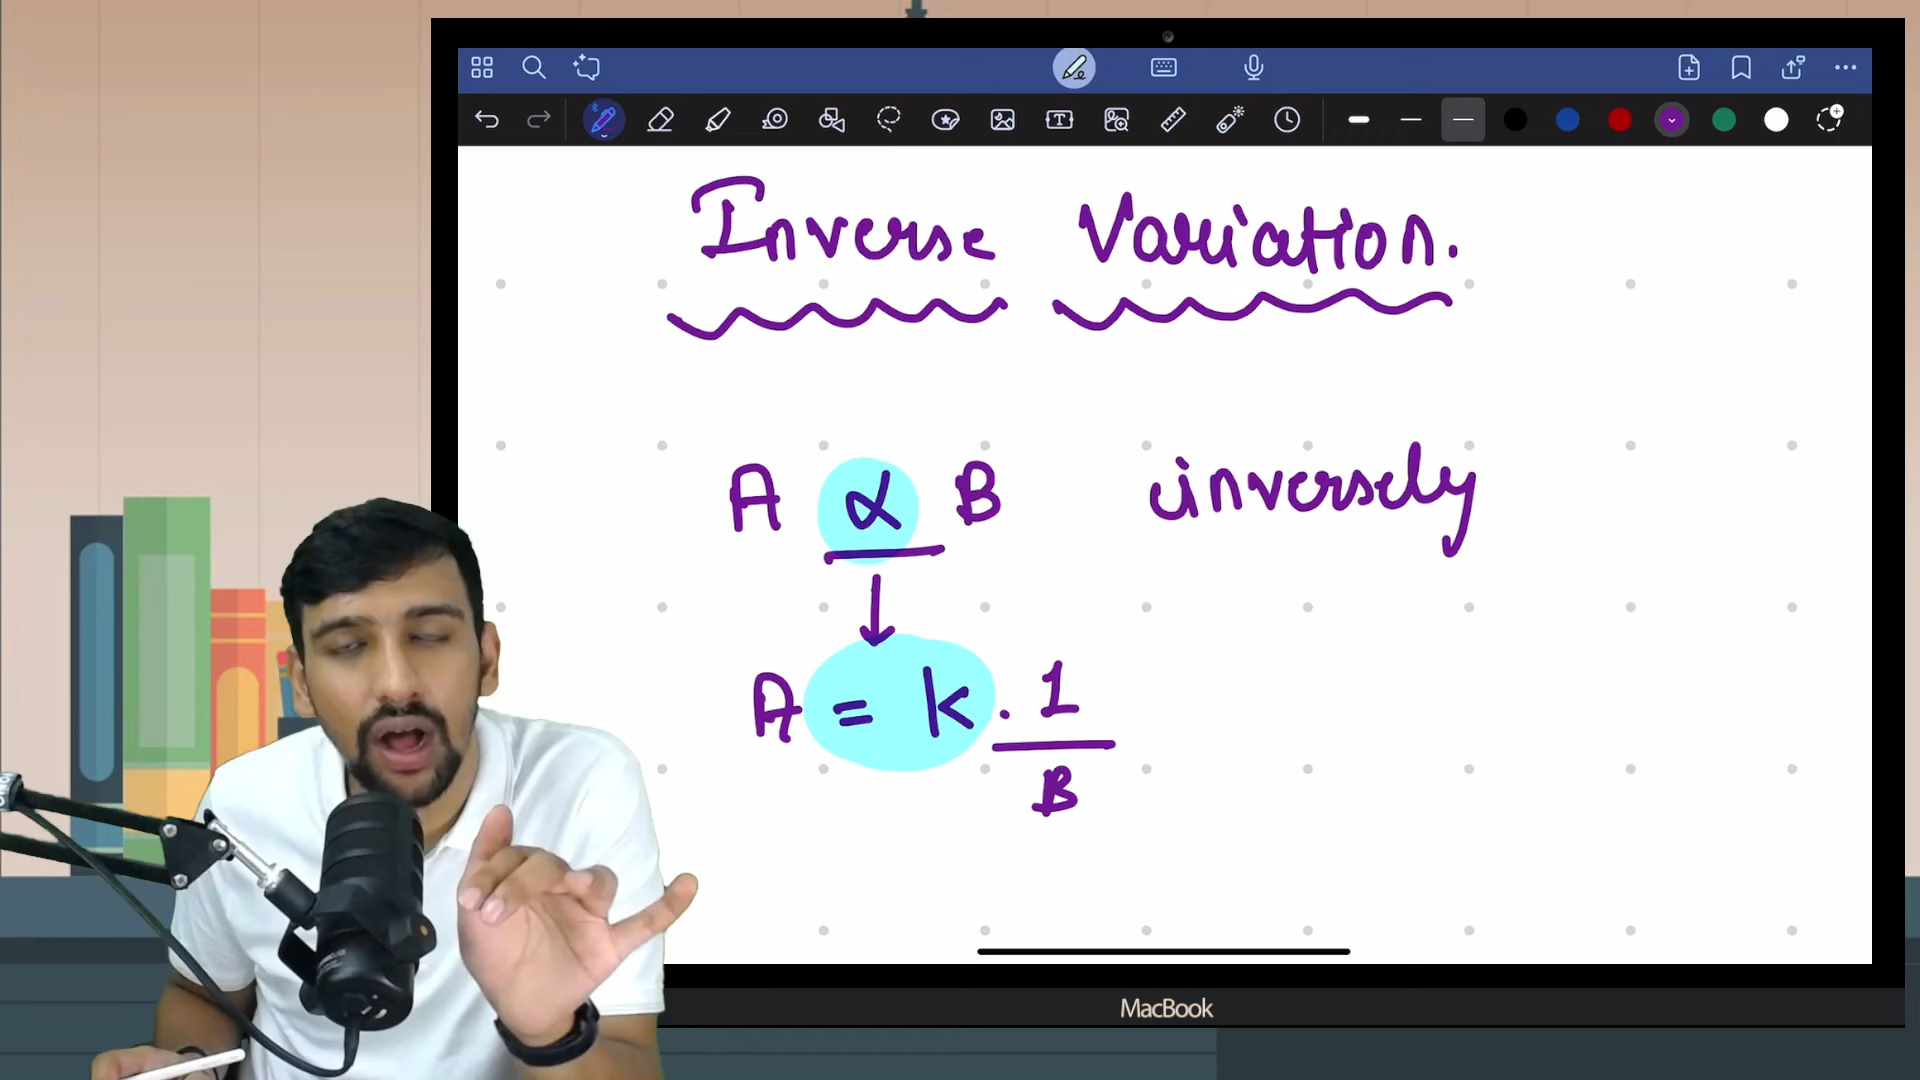 Inverse Variation.
A α B inversely
A = k . 1
B
MacBook